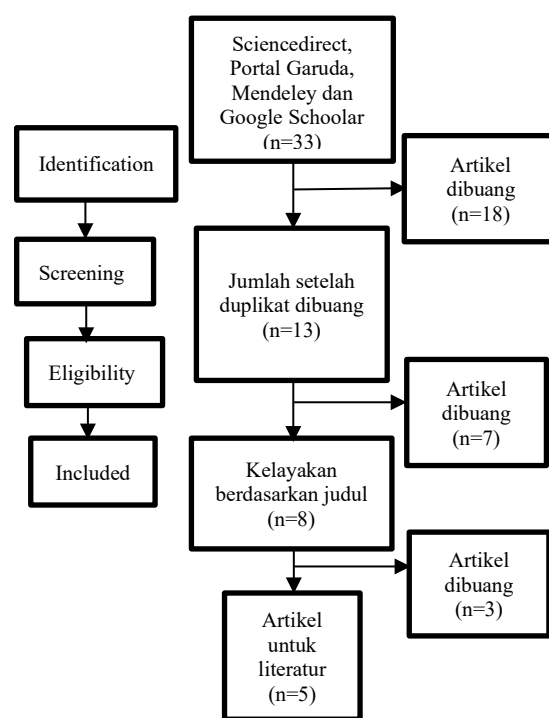 Sciencedirect,
Portal Garuda,
Mendeley dan
Google Schoolar
(n=33)
Identification
Artikel
dibuang
(n=18)
Screening
Jumlah setelah
duplikat dibuang
(n=13)
Eligibility
Artikel
dibuang
(n=7)
Included
Kelayakan
berdasarkan judul
(n=8)
Artikel
dibuang
(n=3)
Artikel
untuk
literatur
(n=5)